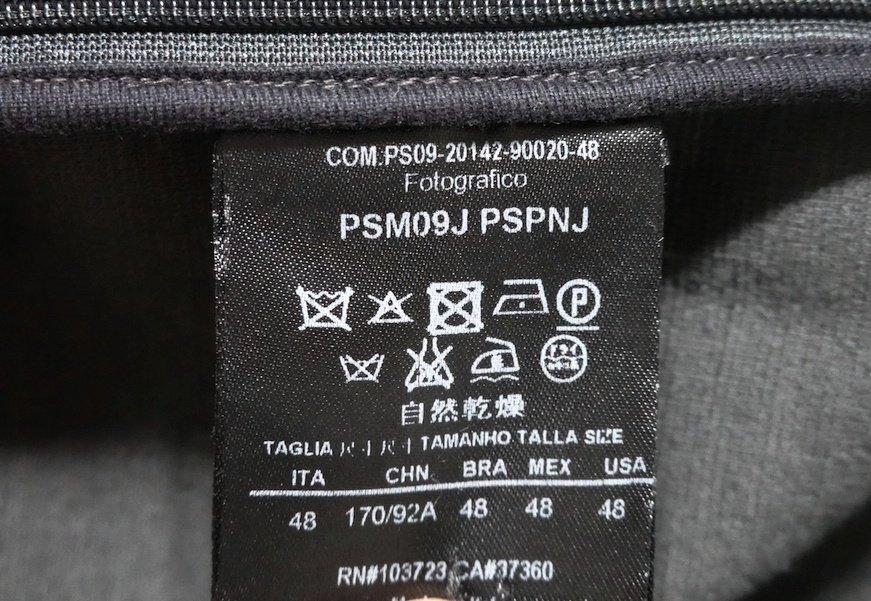 COM.PS09-20142-90020-48
Fotografico
PSM09J PSPNJ
P
自然乾燥
TAGLIA 尺寸 尺寸 TAMANHO TALLA SIZE
ITA CHN BRA MEX USA
48 170/92A 48 48 48
RN#103723 CA#37360